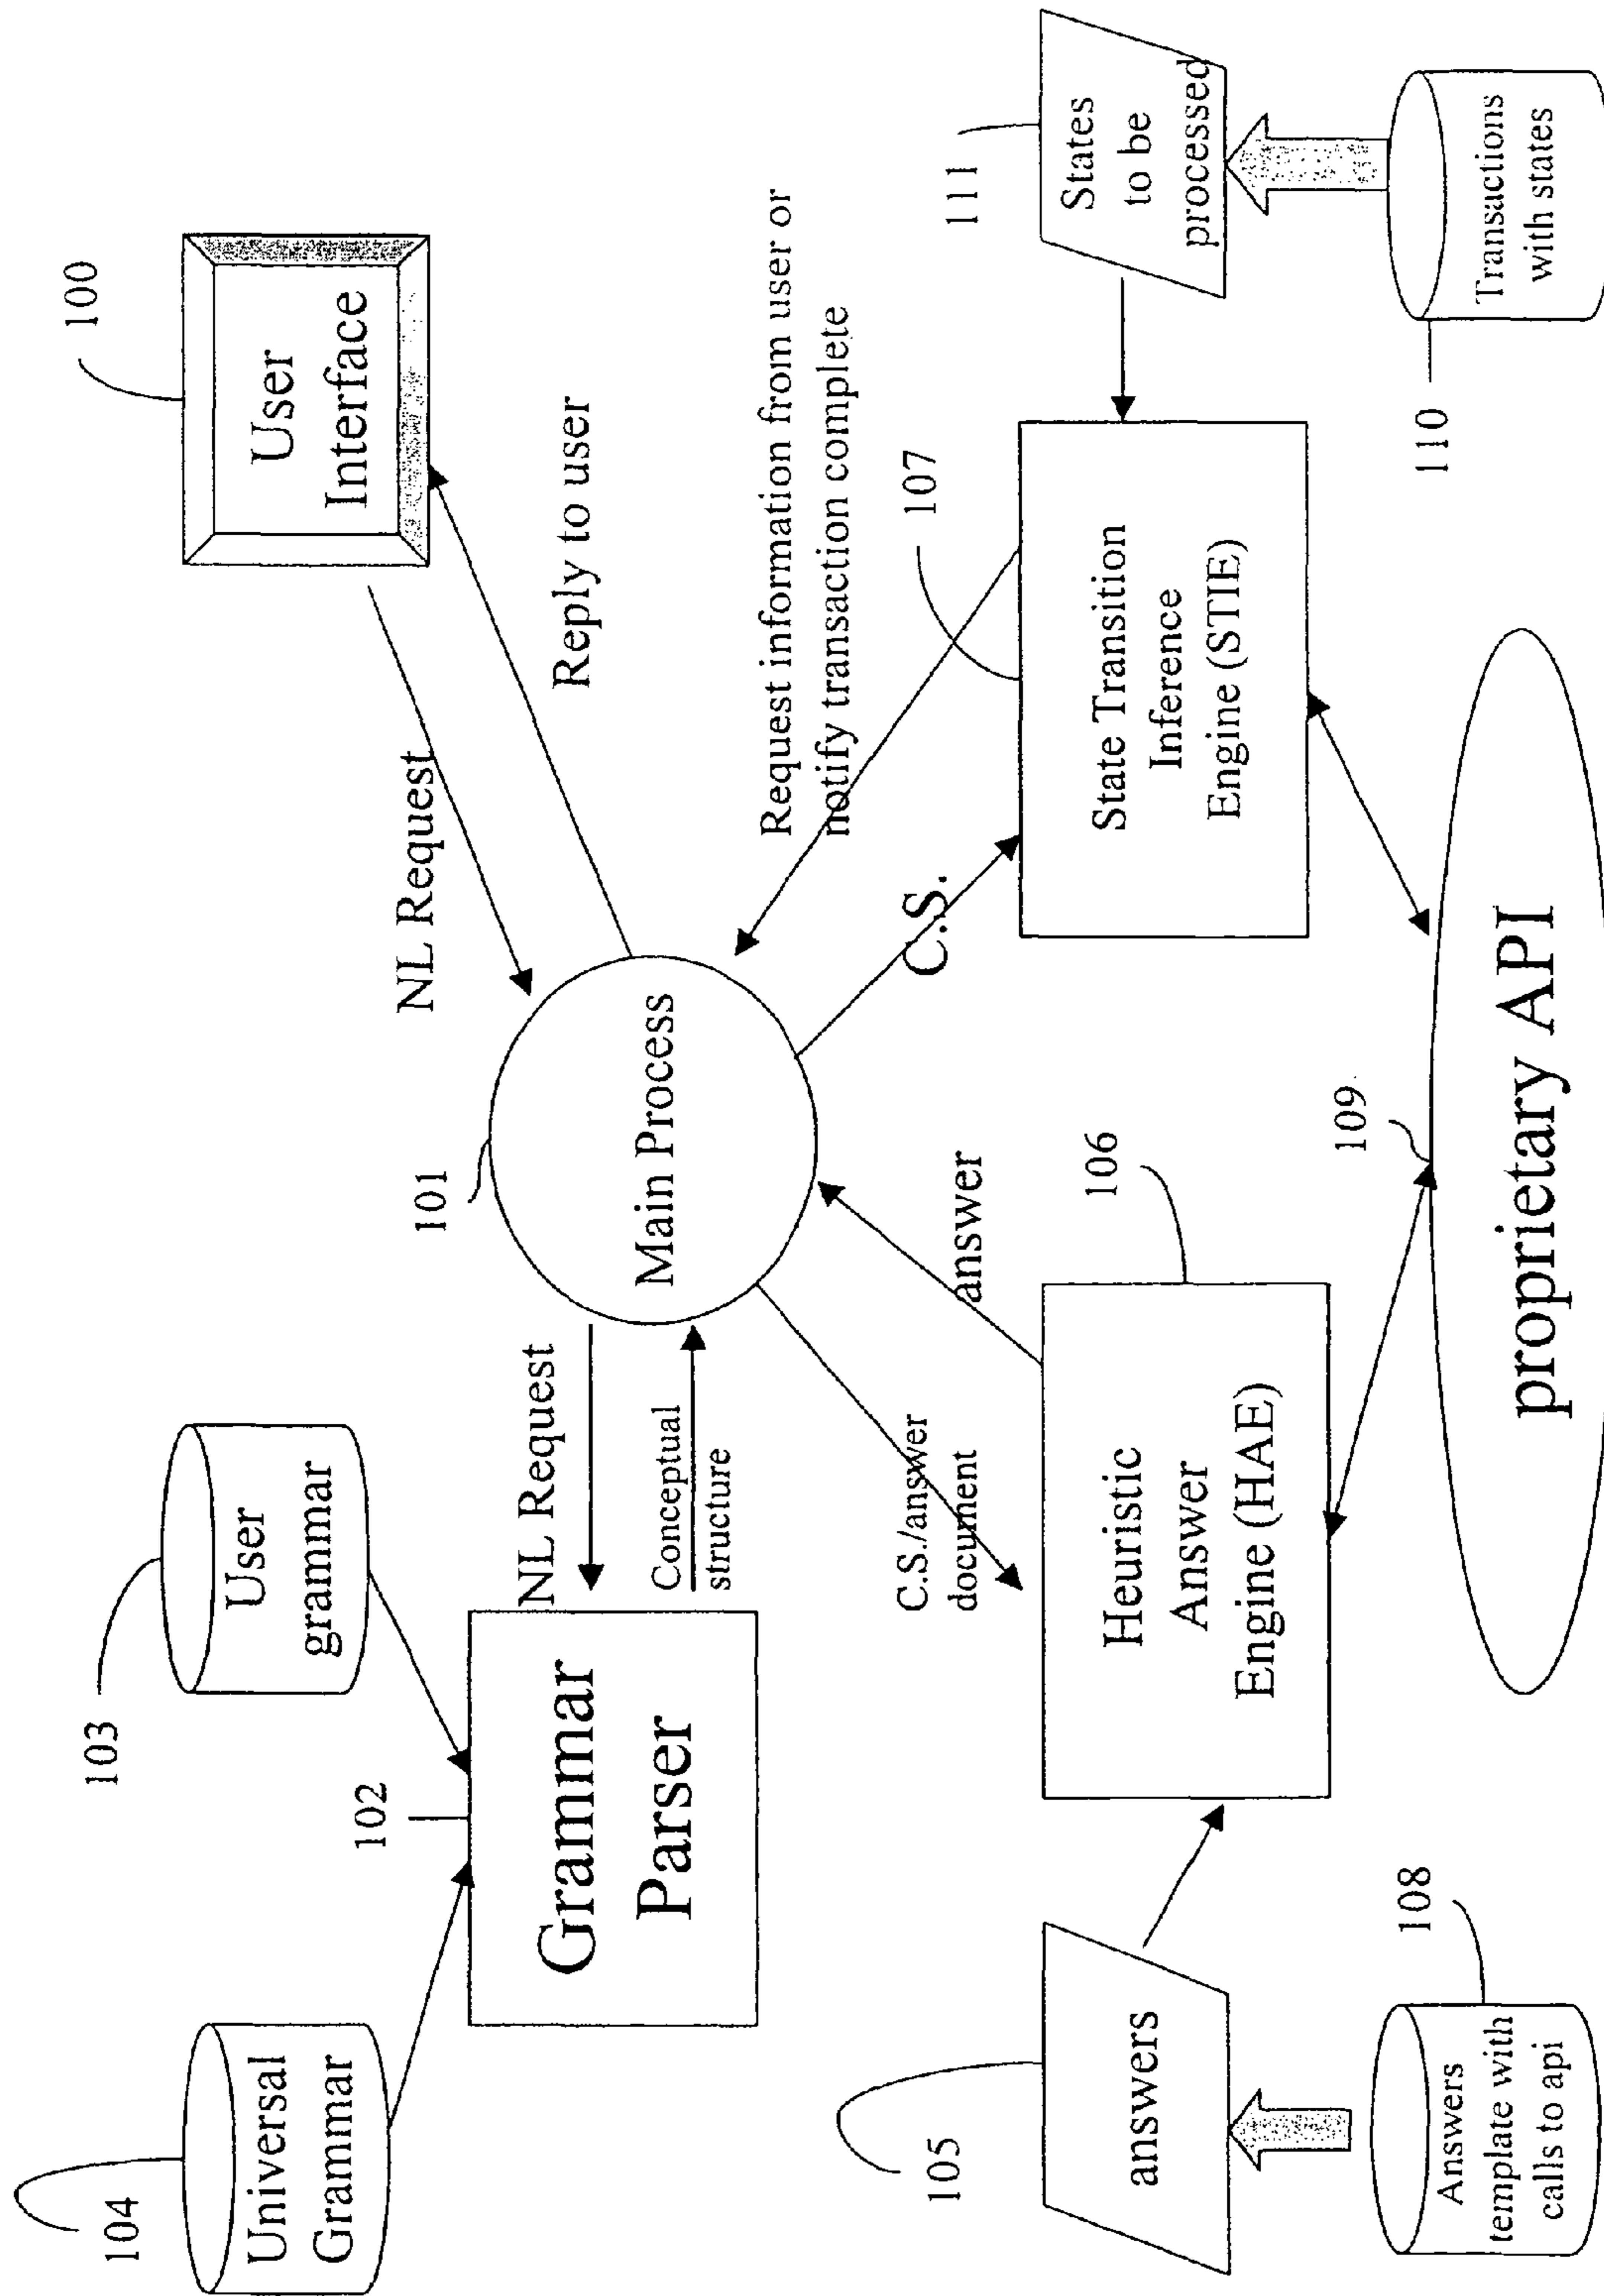 104
Universal
Grammar
103
User
grammar
102
Grammar
Parser
NL Request
Conceptual
structure
101
Main Process
NL Request
Reply to user
100
User
Interface
C.S./answer
document
answer
C.S.
Request information from user or
notify transaction complete
105
answers
108
Answers
template with
calls to api
106
Heuristic
Answer
Engine (HAE)
107
State Transition
Inference
Engine (STIE)
109
proprietary API
111
States
to be
processed
110
Transactions
with states